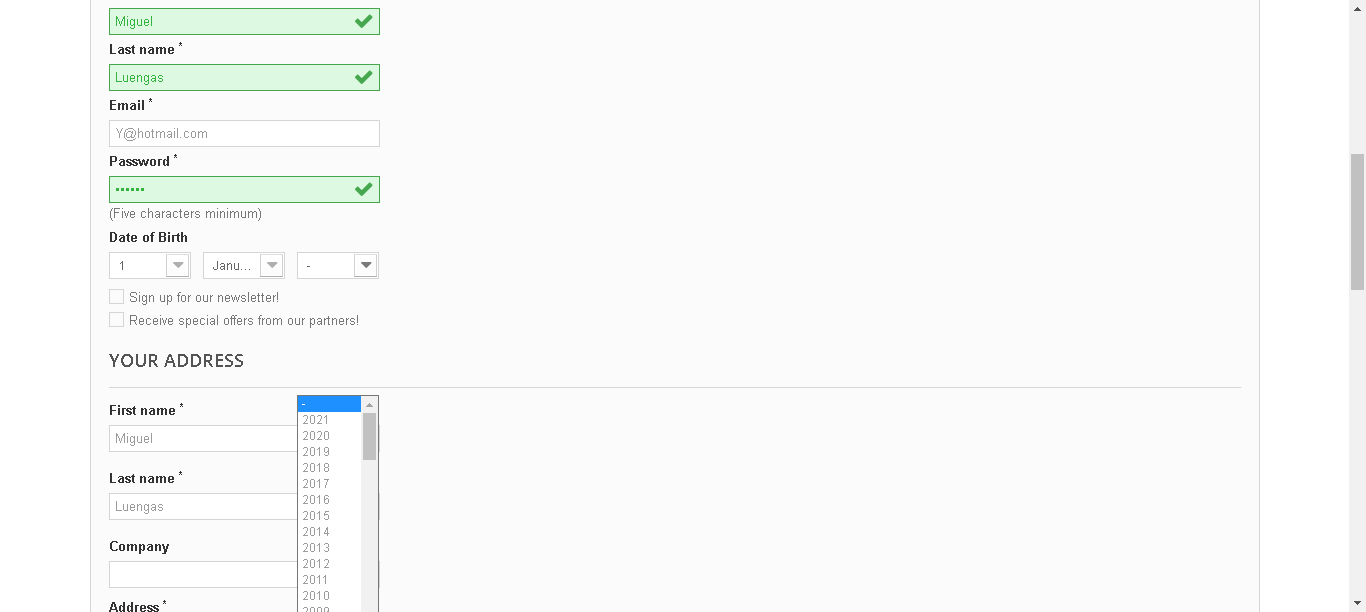 Miguel
Last name *
Luengas
Email *
Y@hotmail.com
Password *
••••••
(Five characters minimum)
Date of Birth
1 Janu... -
Sign up for our newsletter!
Receive special offers from our partners!
YOUR ADDRESS
First name *
Miguel
Last name *
Luengas
Company
Address *
-
2021
2020
2019
2018
2017
2016
2015
2014
2013
2012
2011
2010
2009